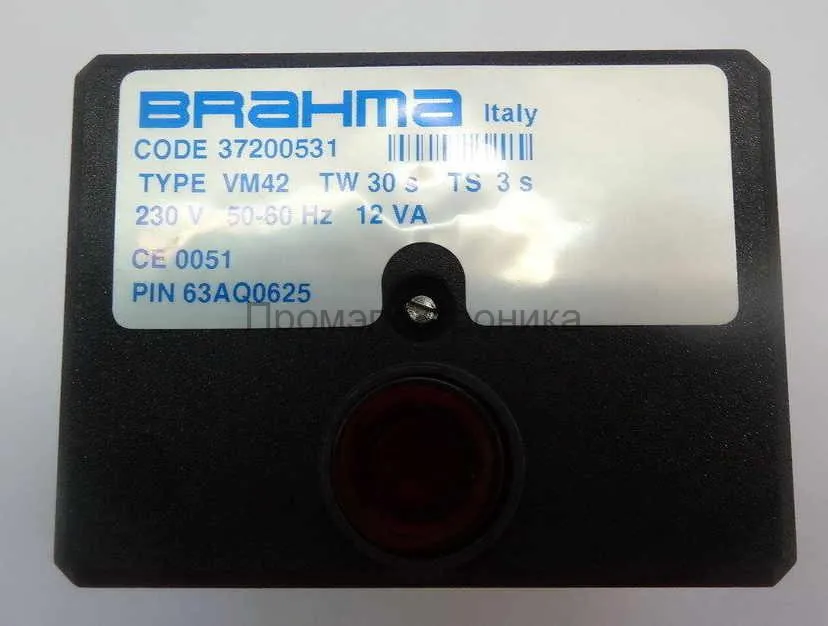 BRAHMA Italy
CODE 37200531
TYPE VM42 TW 30 s TS 3 s
230 V 50-60 Hz 12 VA
CE 0051
PIN 63AQ0625
Промэлектроника